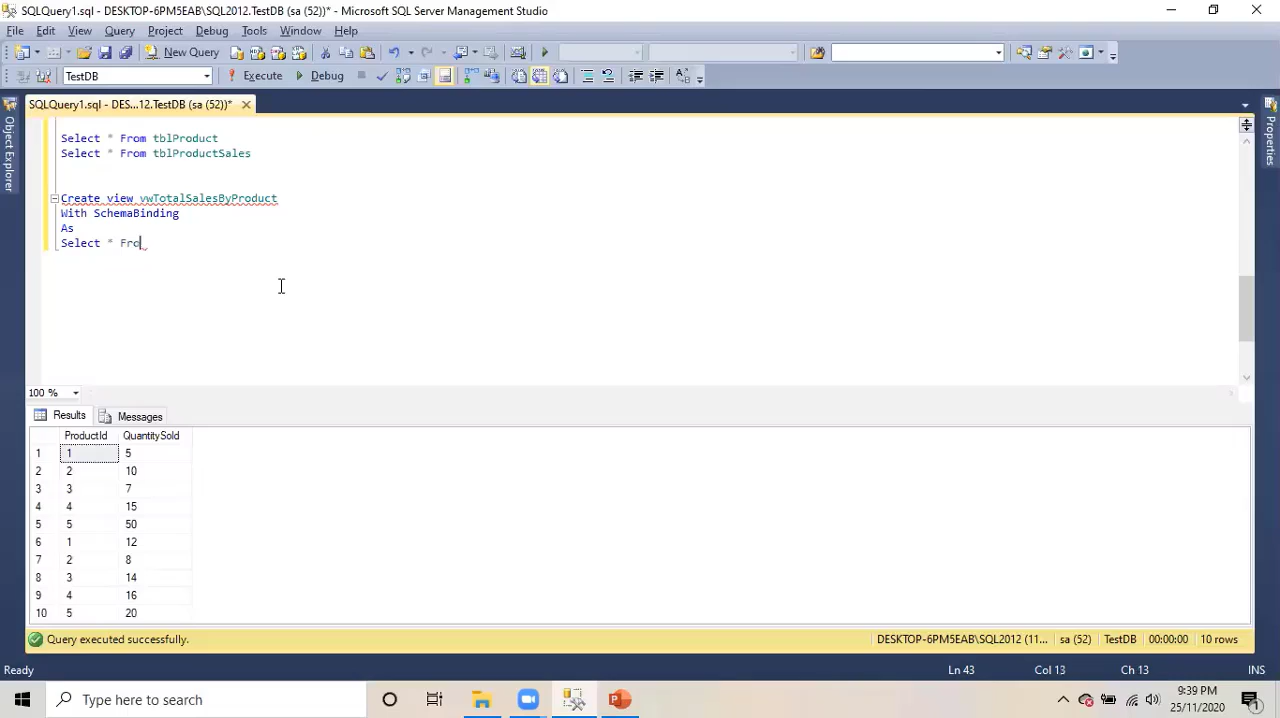 SQLQuery1.sql - DESKTOP-6PM5EAB\SQL2012.TestDB (sa (52))* - Microsoft SQL Server Management Studio
File Edit View Query Project Debug Tools Window Help
New Query
TestDB Execute Debug
SQLQuery1.sql - DES...12.TestDB (sa (52))*
Object Explorer
Properties
Select * From tblProduct
Select * From tblProductSales
Create view vwTotalSalesByProduct
With SchemaBinding
As
Select * Fro
100 %
Results Messages
ProductId QuantitySold
1 1 5
2 2 10
3 3 7
4 4 15
5 5 50
6 1 12
7 2 8
8 3 14
9 4 16
10 5 20
Query executed successfully. DESKTOP-6PM5EAB\SQL2012 (11... sa (52) TestDB 00:00:00 10 rows
Ready Ln 43 Col 13 Ch 13 INS
Type here to search 9:39 PM
25/11/2020